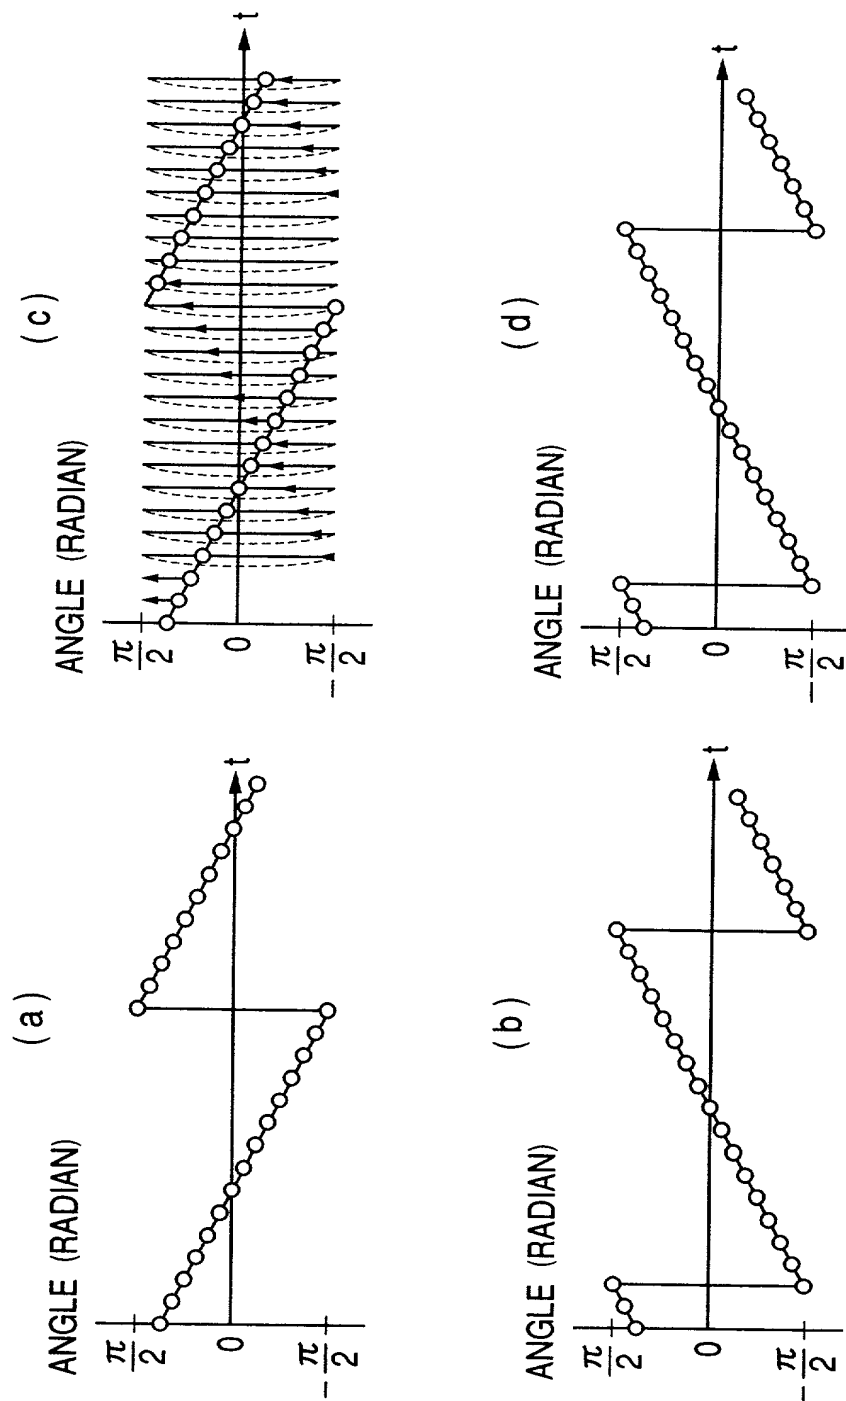 (a)
ANGLE (RADIAN)
π/2
0
-π/2
t
(b)
ANGLE (RADIAN)
π/2
0
-π/2
t
(c)
ANGLE (RADIAN)
π/2
0
-π/2
t
(d)
ANGLE (RADIAN)
π/2
0
-π/2
t